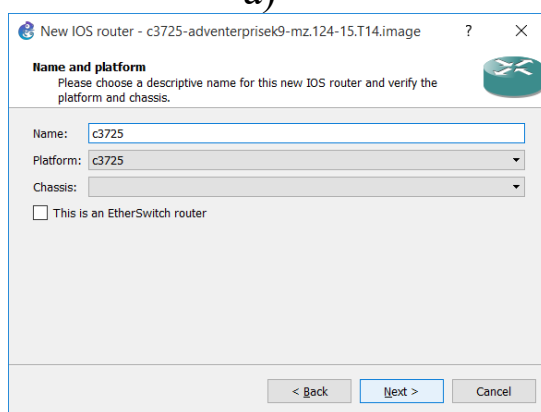 a)
New IOS router - c3725-adventerprisek9-mz.124-15.T14.image ? ×
Name and platform
Please choose a descriptive name for this new IOS router and verify the
platform and chassis.
Name: c3725
Platform: c3725
Chassis:
This is an EtherSwitch router
< Back Next > Cancel